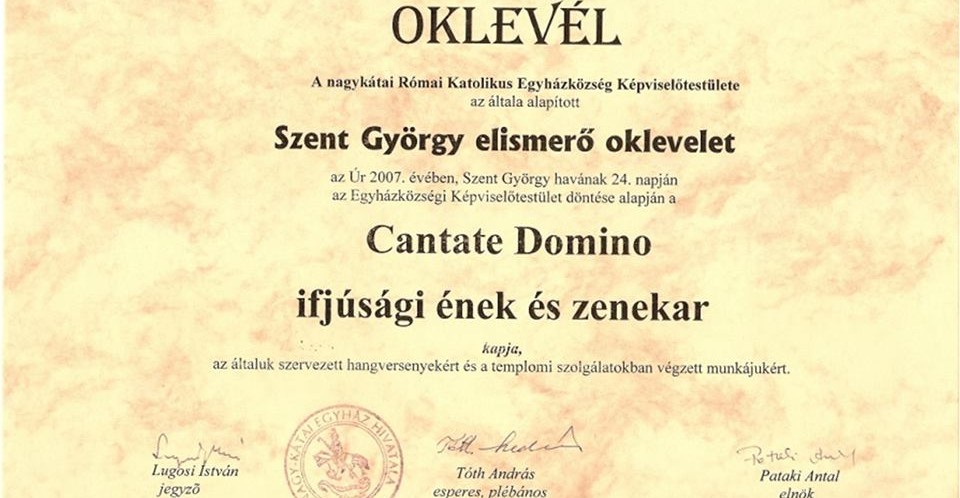 OKLEVÉL
A nagykátai Római Katolikus Egyházközség Képviselőtestülete
az általa alapított
Szent György elismerő oklevelet
az Úr 2007. évében, Szent György havának 24. napján
az Egyházközségi Képviselőtestület döntése alapján a
Cantate Domino
ifjúsági ének és zenekar
kapja,
az általuk szervezett hangversenyekért és a templomi szolgálatokban végzett munkájukért.
NAGY-KÁTAI EGYHÁZ HIVATALA
Lugosi István
jegyző
Tóth András
esperes, plébános
Pataki Antal
elnök